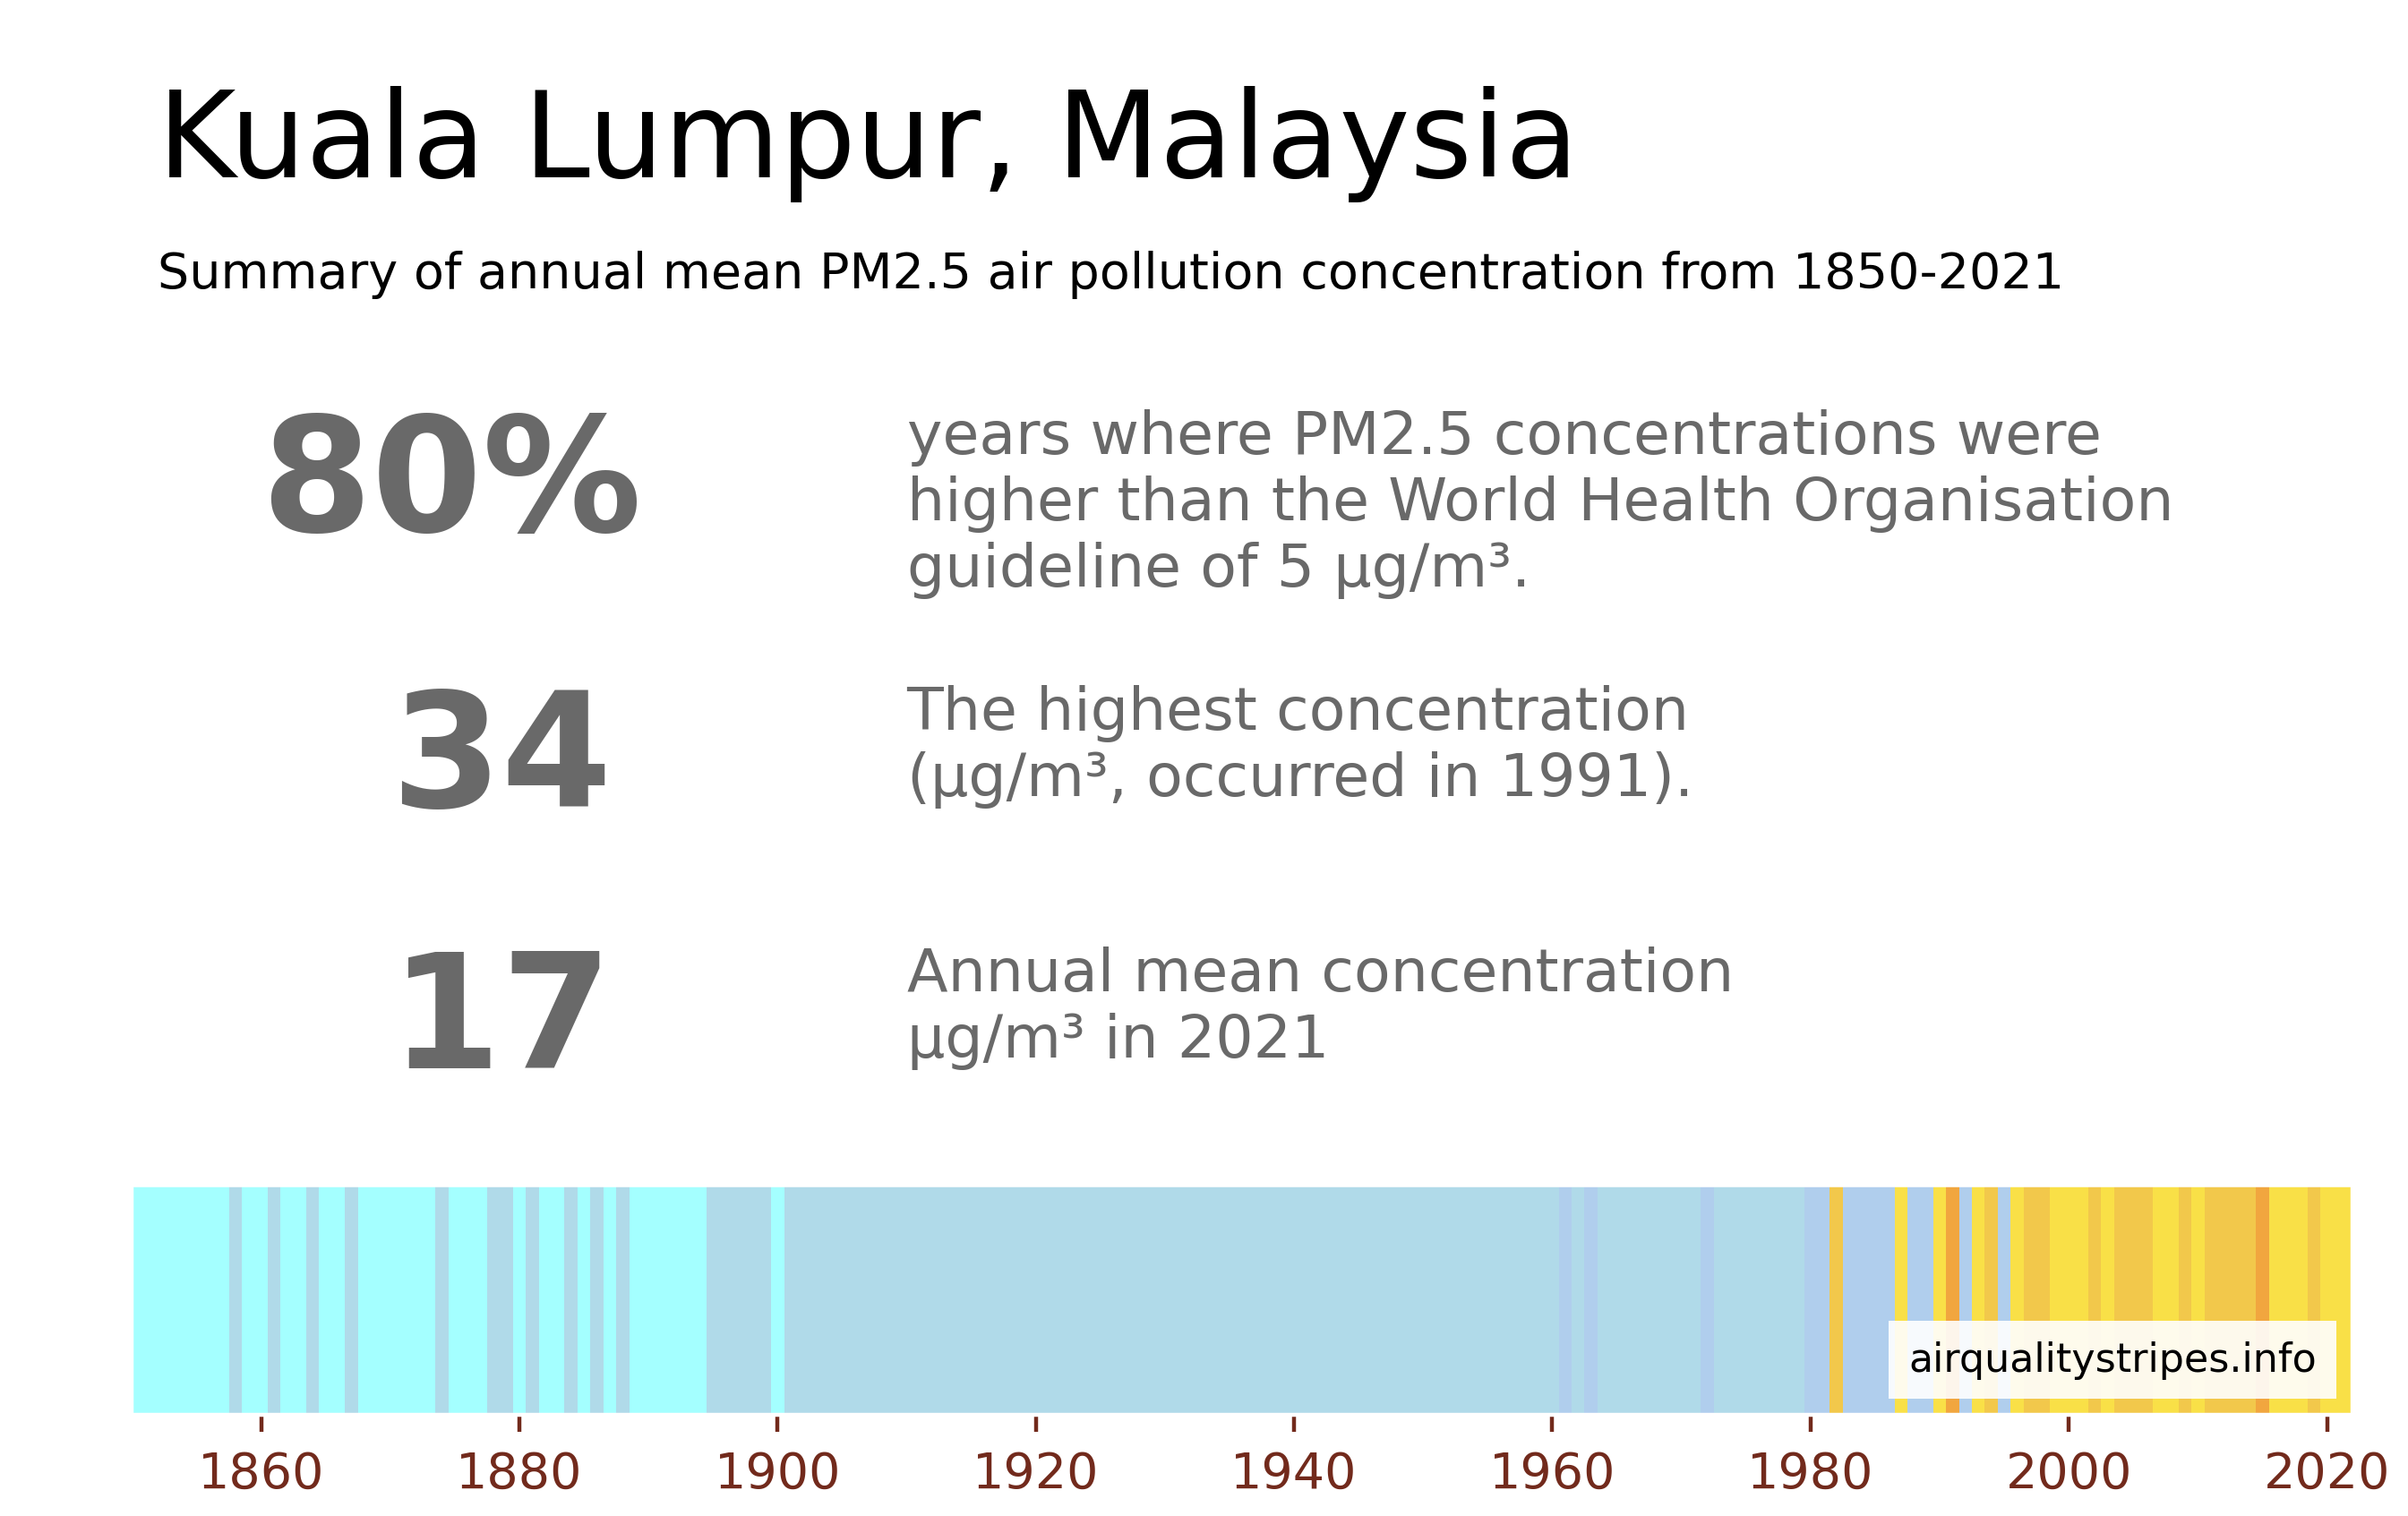 Kuala Lumpur, Malaysia
Summary of annual mean PM2.5 air pollution concentration from 1850-2021
80%
years where PM2.5 concentrations were
higher than the World Health Organisation
guideline of 5 µg/m³.
34
The highest concentration
(µg/m³, occurred in 1991).
17
Annual mean concentration
µg/m³ in 2021
airqualitystripes.info
1860 1880 1900 1920 1940 1960 1980 2000 2020